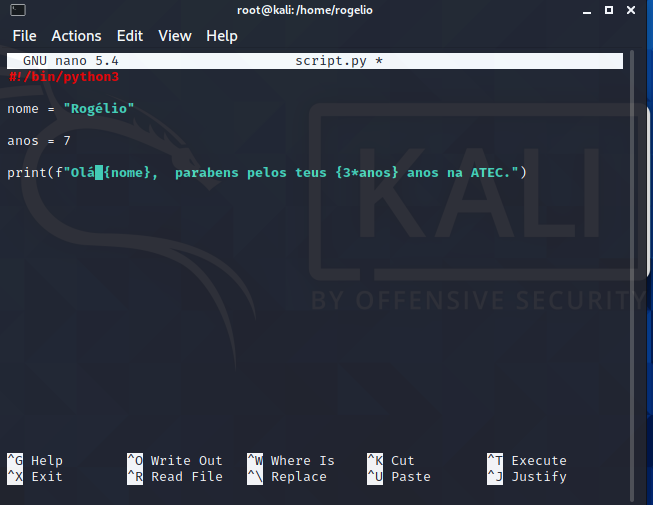 root@kali: /home/rogelio
File Actions Edit View Help
GNU nano 5.4 script.py *
#!/bin/python3
nome = "Rogélio"
anos = 7
print(f"Olá {nome},  parabens pelos teus {3*anos} anos na ATEC.")
KALI
BY OFFENSIVE SECURITY
^G Help ^O Write Out ^W Where Is ^K Cut ^T Execute
^X Exit ^R Read File ^\ Replace ^U Paste ^J Justify